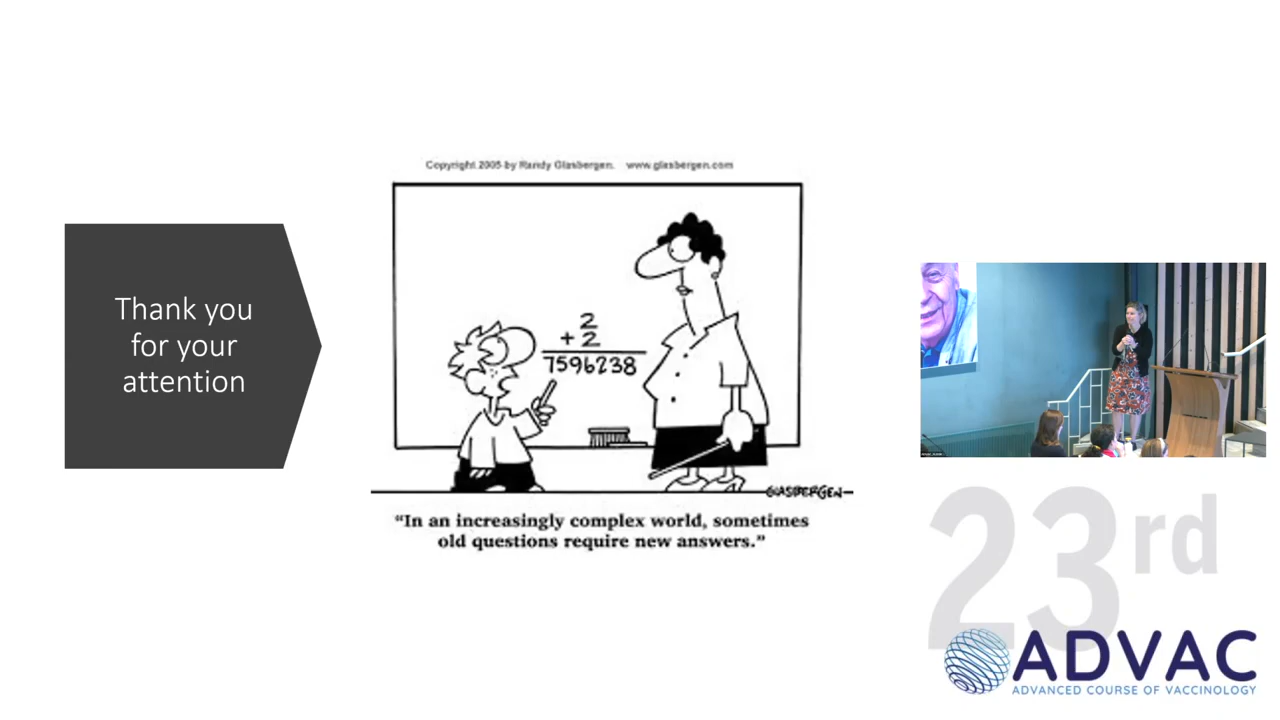 Thank you
for your
attention
Copyright 2005 by Randy Glasbergen. www.glasbergen.com
2
+ 2
7596238
GLASBERGEN
“In an increasingly complex world, sometimes
old questions require new answers.”
23rd
ADVAC
ADVANCED COURSE OF VACCINOLOGY